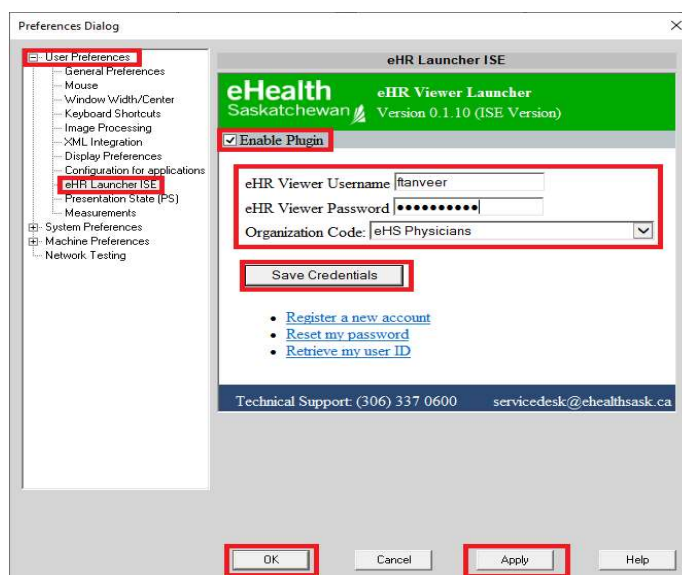 Preferences Dialog
User Preferences
General Preferences
Mouse
Window Width/Center
Keyboard Shortcuts
Image Processing
XML Integration
Display Preferences
Configuration for applications
eHR Launcher ISE
Presentation State (PS)
Measurements
System Preferences
Machine Preferences
Network Testing
eHR Launcher ISE
eHealth
Saskatchewan
eHR Viewer Launcher
Version 0.1.10 (ISE Version)
Enable Plugin
eHR Viewer Username ftanveer
eHR Viewer Password ●●●●●●●●●●
Organization Code: eHS Physicians
Save Credentials
Register a new account
Reset my password
Retrieve my user ID
Technical Support: (306) 337 0600 servicedesk@ehealthsask.ca
OK Cancel Apply Help